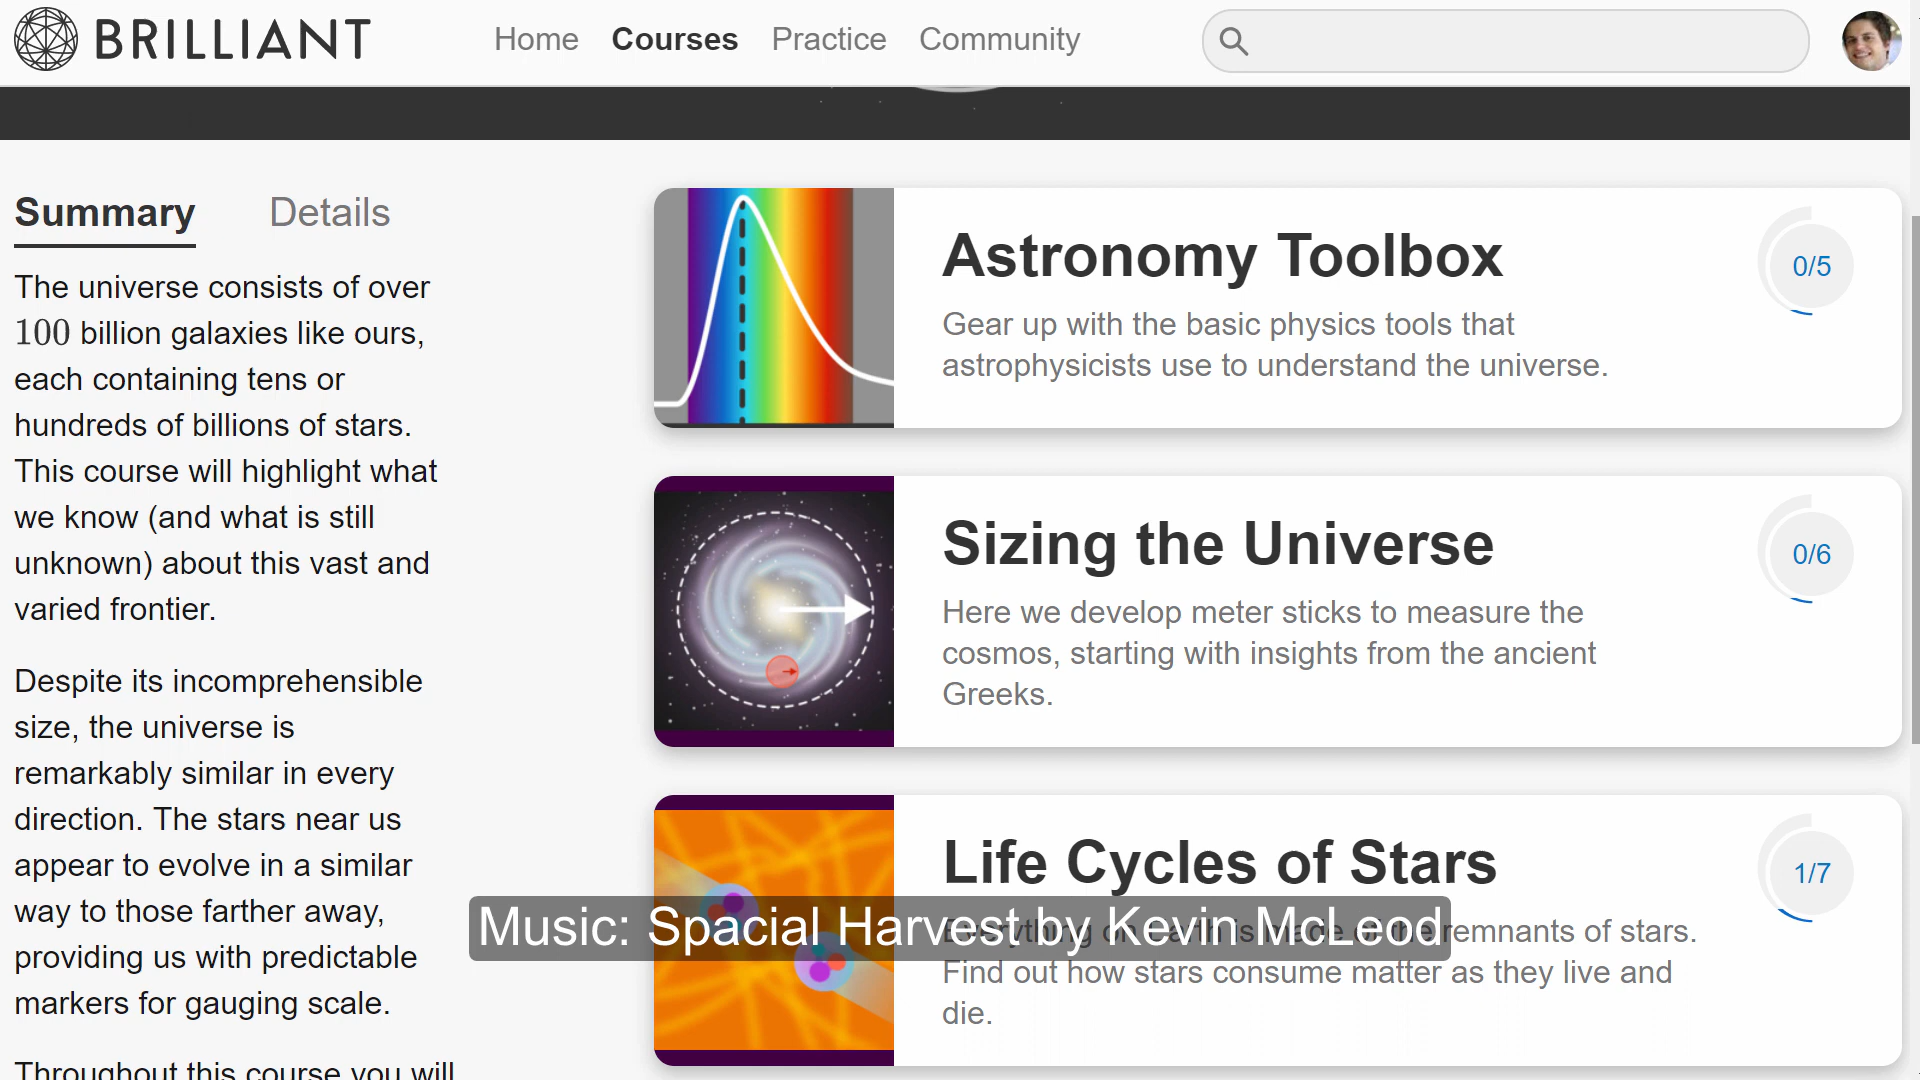 BRILLIANT
Home Courses Practice Community
Summary Details
The universe consists of over
100 billion galaxies like ours,
each containing tens or
hundreds of billions of stars.
This course will highlight what
we know (and what is still
unknown) about this vast and
varied frontier.
Despite its incomprehensible
size, the universe is
remarkably similar in every
direction. The stars near us
appear to evolve in a similar
way to those farther away,
providing us with predictable
markers for gauging scale.
Throughout this course you will
Astronomy Toolbox
0/5
Gear up with the basic physics tools that
astrophysicists use to understand the universe.
Sizing the Universe
0/6
Here we develop meter sticks to measure the
cosmos, starting with insights from the ancient
Greeks.
Life Cycles of Stars
1/7
Everything on Earth is made of the remnants of stars.
Find out how stars consume matter as they live and
die.
Music: Spacial Harvest by Kevin McLeod